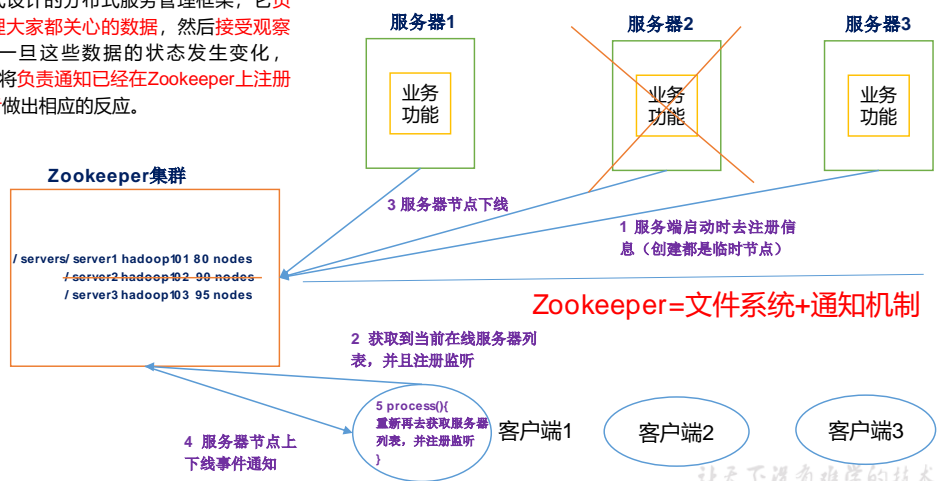 设计的分布式服务管理框架，它负
理大家都关心的数据，然后接受观察
一旦这些数据的状态发生变化，
将负责通知已经在Zookeeper上注册
做出相应的反应。
服务器1
服务器2
服务器3
业务
功能
业务
功能
业务
功能
Zookeeper集群
3 服务器节点下线
1 服务端启动时去注册信
息（创建都是临时节点）
/ servers/ server1 hadoop101 80 nodes
/ server2 hadoop102 90 nodes
/ server3 hadoop103 95 nodes
Zookeeper=文件系统+通知机制
2 获取到当前在线服务器列
表，并且注册监听
5 process(){
重新再去获取服务器
列表，并注册监听
}
客户端1
客户端2
客户端3
4 服务器节点上
下线事件通知
让天下没有难学的技术